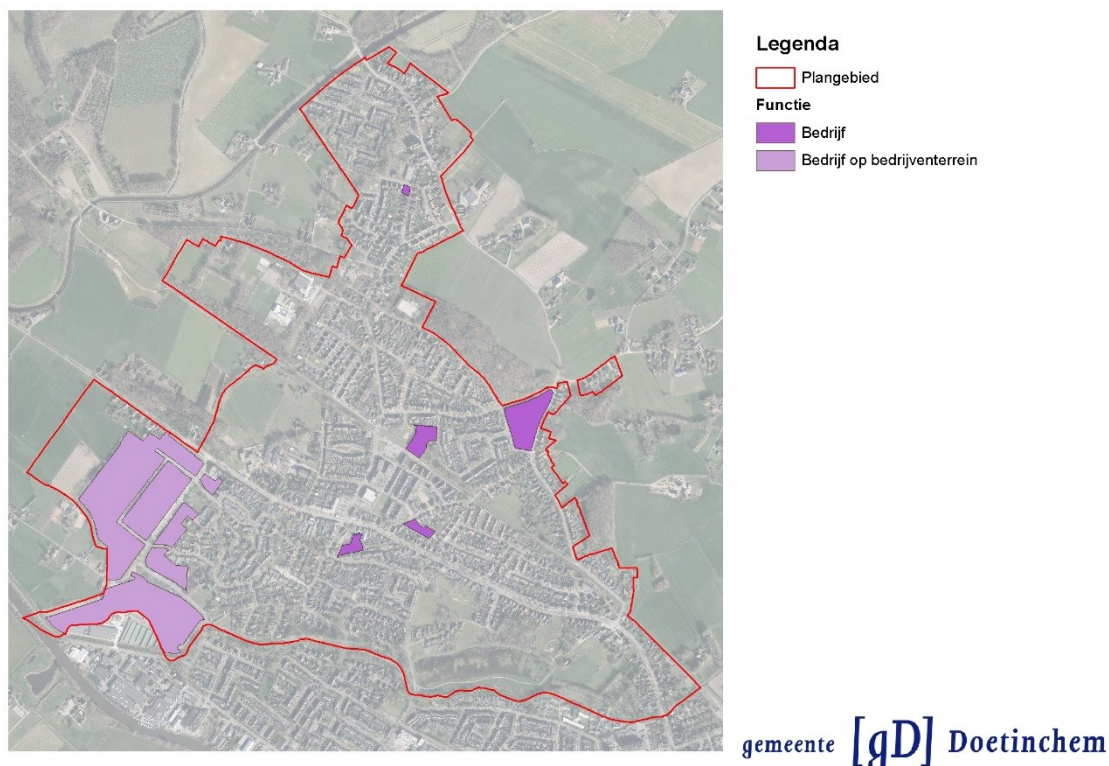 Legenda
Plangebied
Functie
Bedrijf
Bedrijf op bedrijventerrein
gemeente [gD] Doetinchem